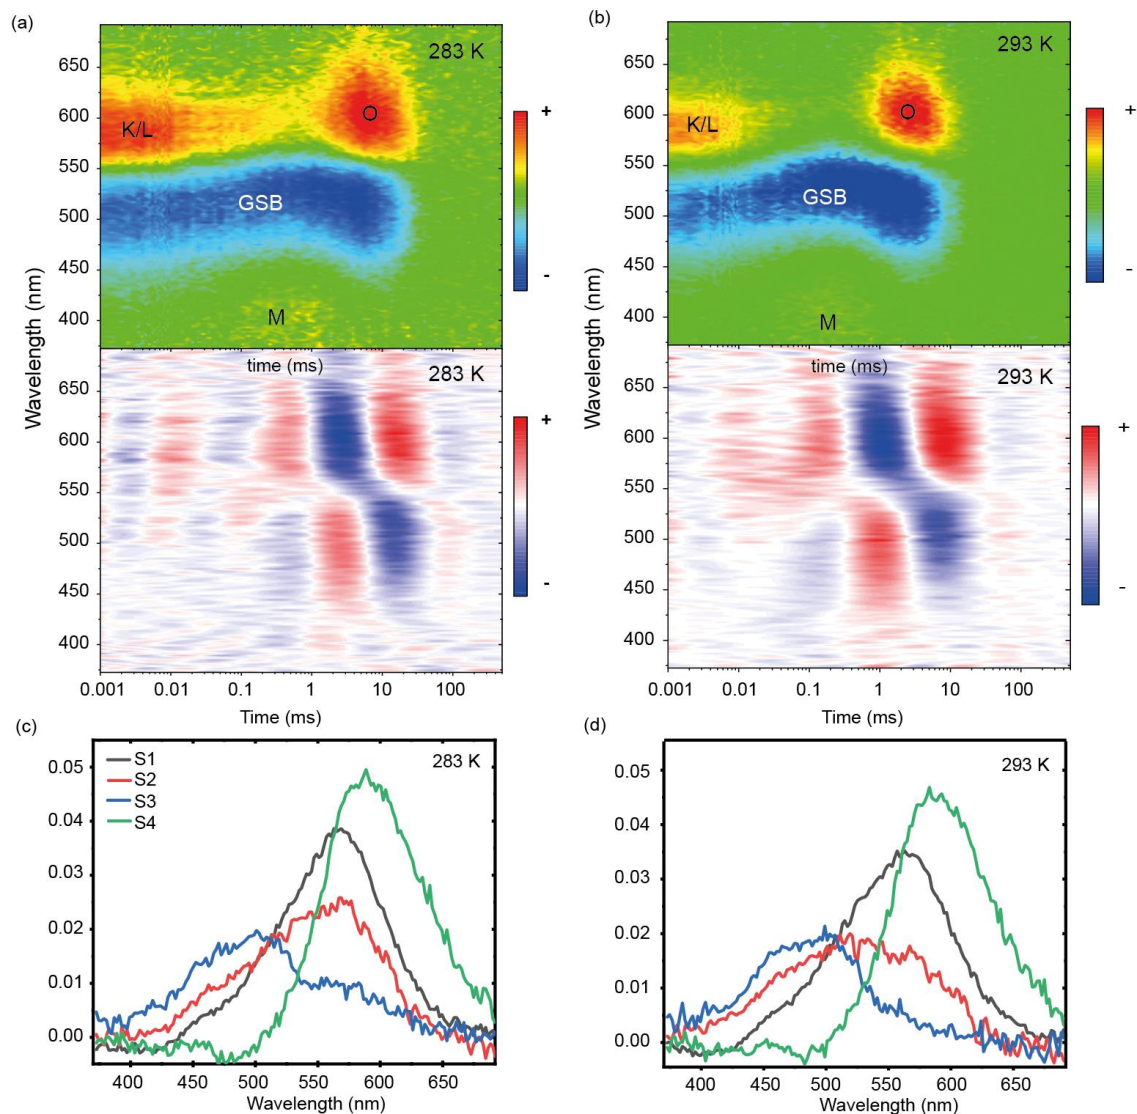 (a)
(b)
283 K
293 K
K/L
O
GSB
M
650
600
550
500
450
400
+
-
K/L
O
GSB
M
650
600
550
500
450
400
+
-
Wavelength (nm)
Wavelength (nm)
time (ms)
283 K
650
600
550
500
450
400
+
-
time (ms)
293 K
650
600
550
500
450
400
+
-
0.001 0.01 0.1 1 10 100
Time (ms)
0.001 0.01 0.1 1 10 100
Time (ms)
(c)
283 K
S1
S2
S3
S4
0.05
0.04
0.03
0.02
0.01
0.00
400 450 500 550 600 650
Wavelength (nm)
(d)
293 K
0.05
0.04
0.03
0.02
0.01
0.00
400 450 500 550 600 650
Wavelength (nm)